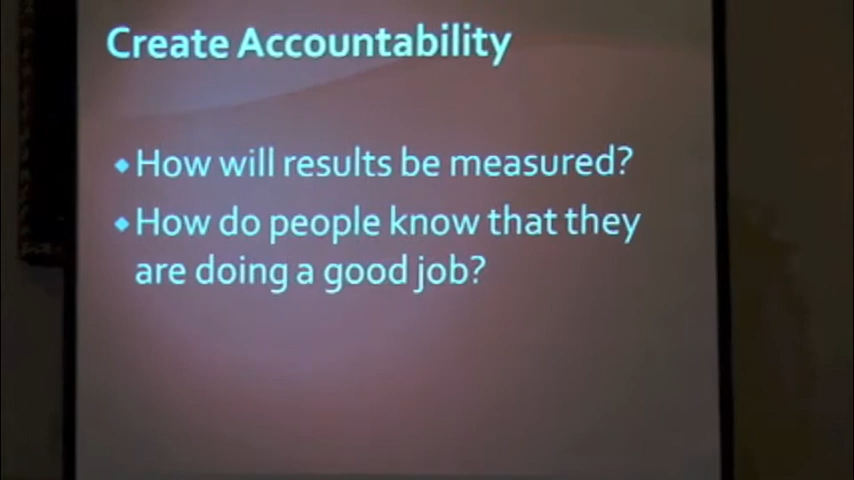 Create Accountability
How will results be measured?
How do people know that they
are doing a good job?